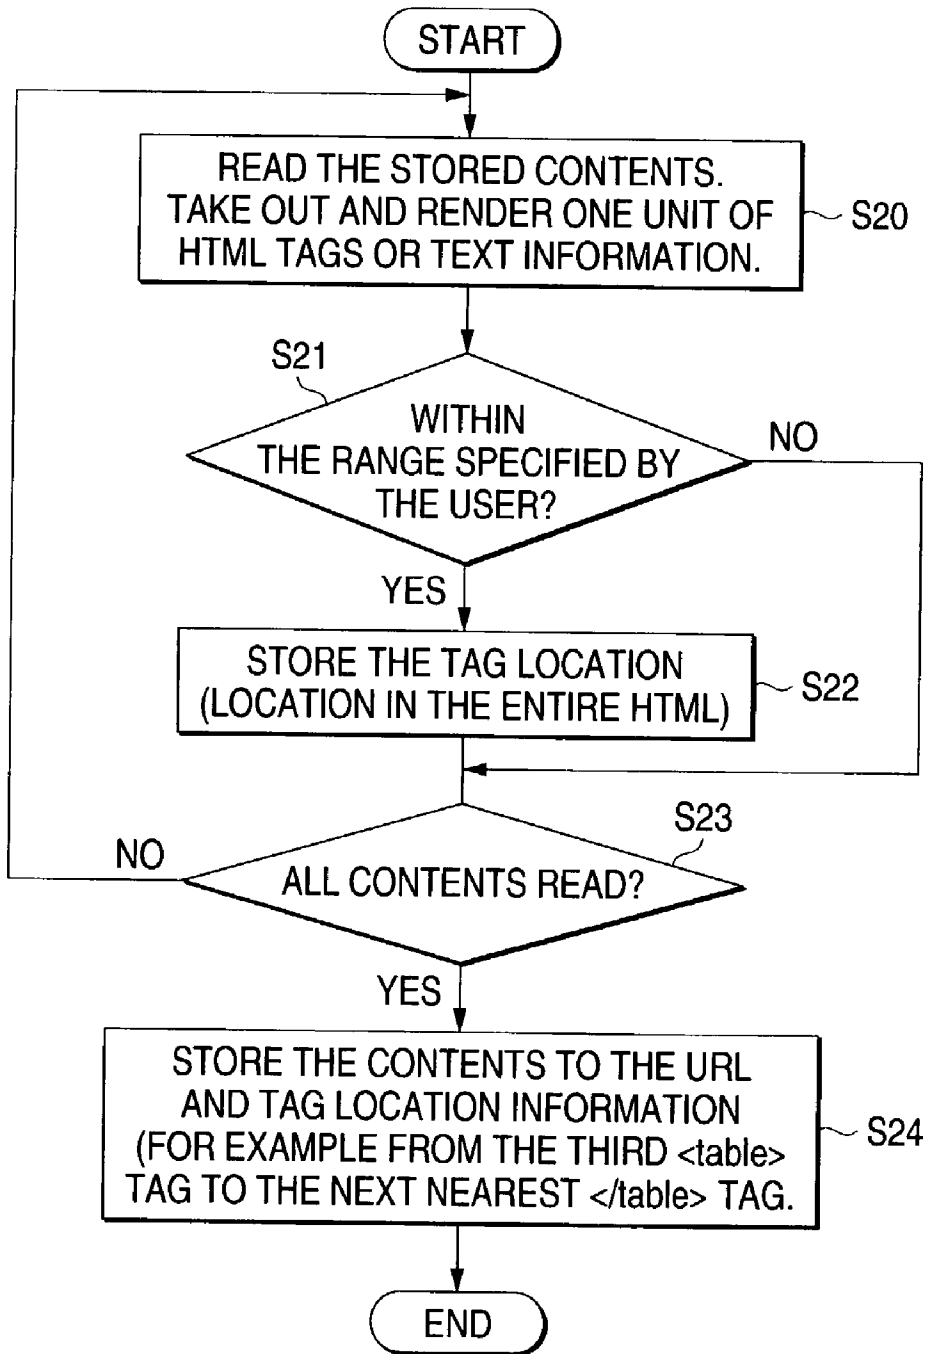 START
READ THE STORED CONTENTS.
TAKE OUT AND RENDER ONE UNIT OF
HTML TAGS OR TEXT INFORMATION.
S20
S21
WITHIN
THE RANGE SPECIFIED BY
THE USER?
NO
YES
STORE THE TAG LOCATION
(LOCATION IN THE ENTIRE HTML)
S22
S23
NO
ALL CONTENTS READ?
YES
STORE THE CONTENTS TO THE URL
AND TAG LOCATION INFORMATION
(FOR EXAMPLE FROM THE THIRD <table>
TAG TO THE NEXT NEAREST </table> TAG.
S24
END